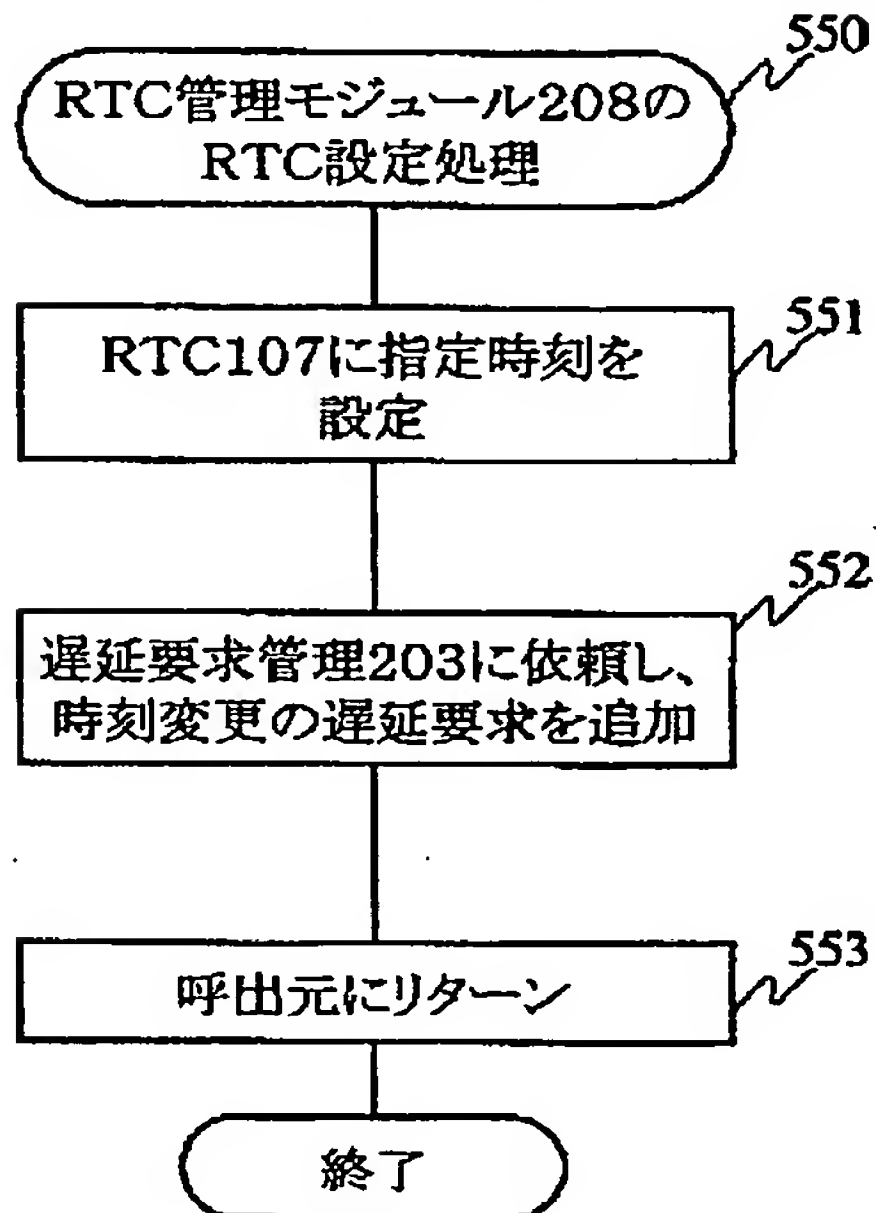 550
RTC管理モジュール208の
RTC設定処理
551
RTC107に指定時刻を
設定
552
遅延要求管理203に依頼し、
時刻変更の遅延要求を追加
553
呼出元にリターン
終了